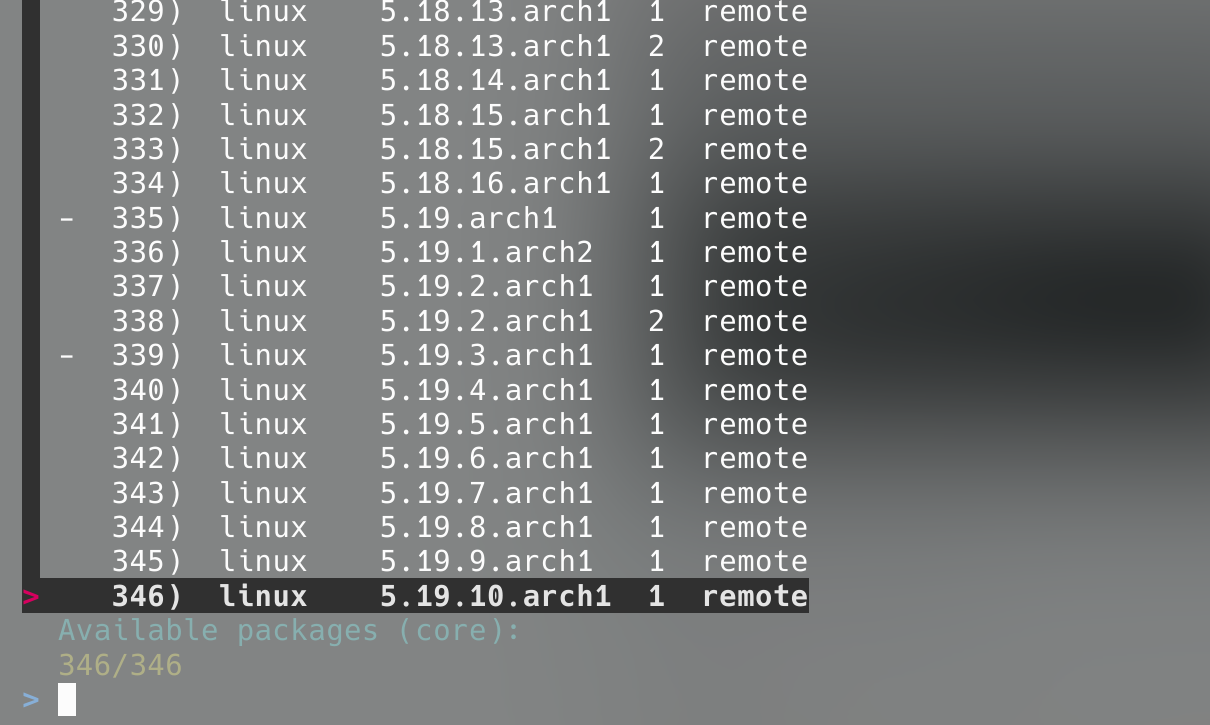 329) linux 5.18.13.arch1 1 remote
330) linux 5.18.13.arch1 2 remote
331) linux 5.18.14.arch1 1 remote
332) linux 5.18.15.arch1 1 remote
333) linux 5.18.15.arch1 2 remote
334) linux 5.18.16.arch1 1 remote
- 335) linux 5.19.arch1 1 remote
336) linux 5.19.1.arch2 1 remote
337) linux 5.19.2.arch1 1 remote
338) linux 5.19.2.arch1 2 remote
- 339) linux 5.19.3.arch1 1 remote
340) linux 5.19.4.arch1 1 remote
341) linux 5.19.5.arch1 1 remote
342) linux 5.19.6.arch1 1 remote
343) linux 5.19.7.arch1 1 remote
344) linux 5.19.8.arch1 1 remote
345) linux 5.19.9.arch1 1 remote
> 346) linux 5.19.10.arch1 1 remote
Available packages (core):
346/346
>